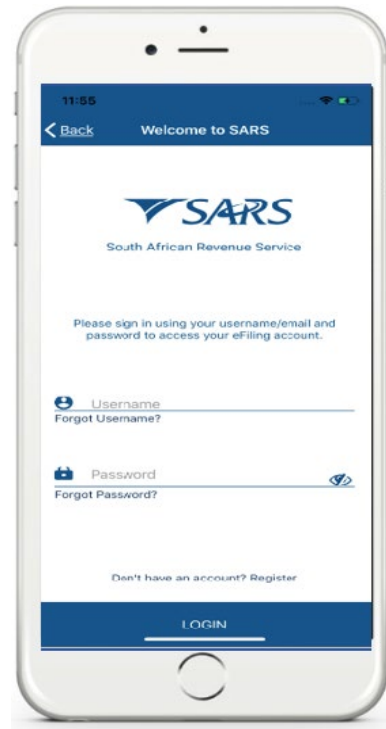 11:55
Back Welcome to SARS
SARS
South African Revenue Service
Please sign in using your username/email and
password to access your eFiling account.
Username
Forgot Username?
Password
Forgot Password?
Don't have an account? Register
LOGIN